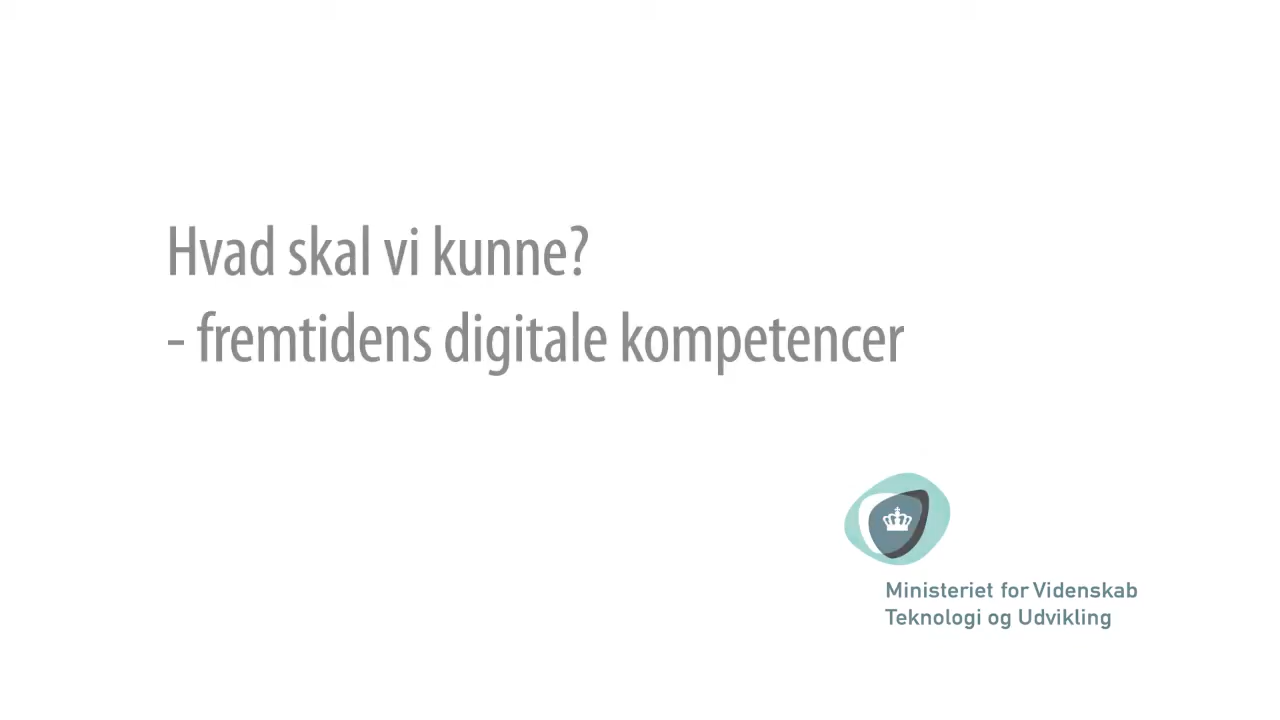 Hvad skal vi kunne?
- fremtidens digitale kompetencer
Ministeriet for Videnskab
Teknologi og Udvikling